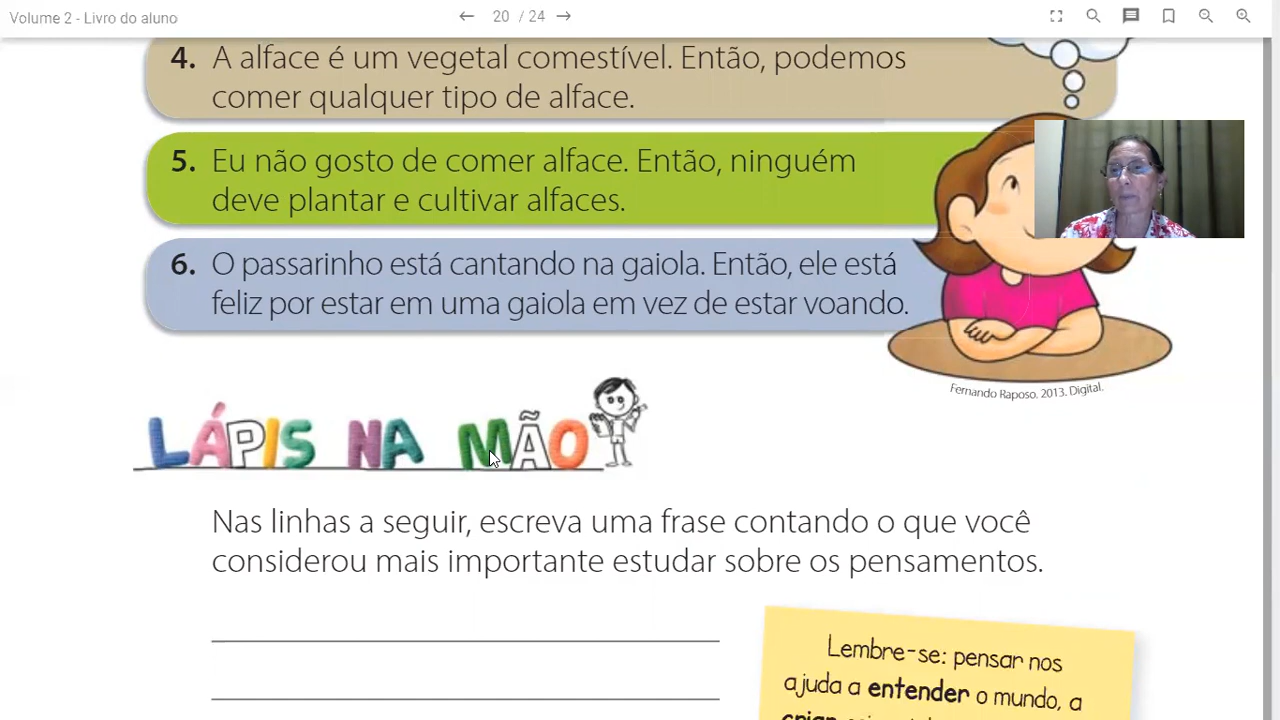 Volume 2 - Livro do aluno
20 / 24
4. A alface é um vegetal comestível. Então, podemos
comer qualquer tipo de alface.
5. Eu não gosto de comer alface. Então, ninguém
deve plantar e cultivar alfaces.
6. O passarinho está cantando na gaiola. Então, ele está
feliz por estar em uma gaiola em vez de estar voando.
Fernando Raposo. 2013. Digital.
LÁPIS NA MÃO
Nas linhas a seguir, escreva uma frase contando o que você
considerou mais importante estudar sobre os pensamentos.
Lembre-se: pensar nos
ajuda a entender o mundo, a